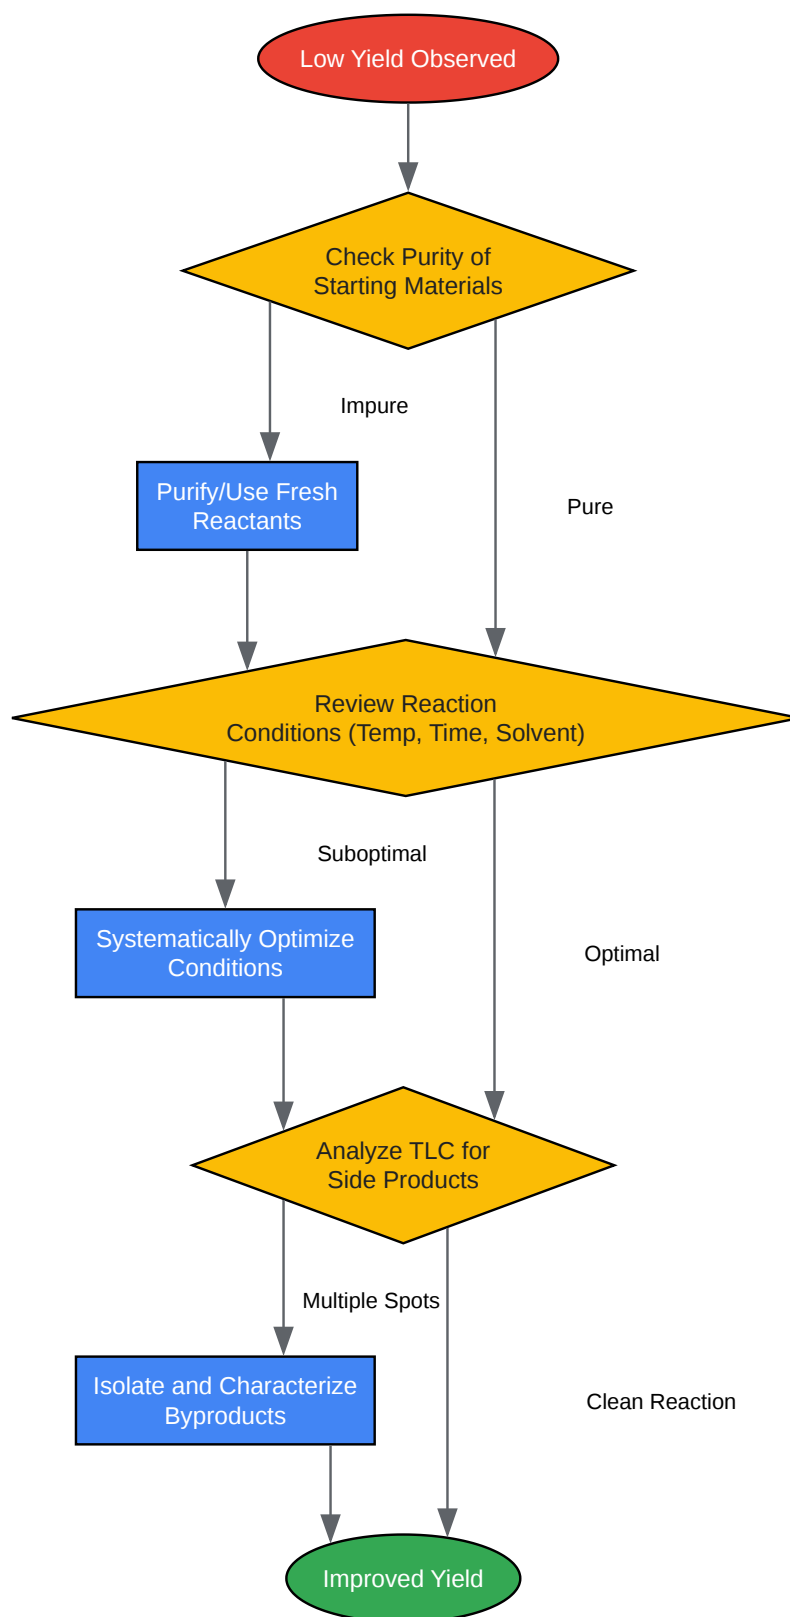 Low Yield Observed
Check Purity of
Starting Materials
Impure
Purify/Use Fresh
Reactants
Pure
Review Reaction
Conditions (Temp, Time, Solvent)
Suboptimal
Systematically Optimize
Conditions
Optimal
Analyze TLC for
Side Products
Multiple Spots
Isolate and Characterize
Byproducts
Clean Reaction
Improved Yield